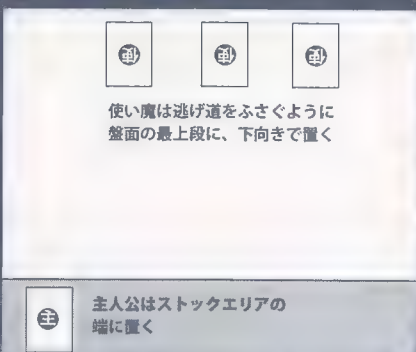 使 使 使
使い魔は逃げ道をふさぐように
盤面の最上段に、下向きで置く
主
主人公はストックエリアの
端に置く